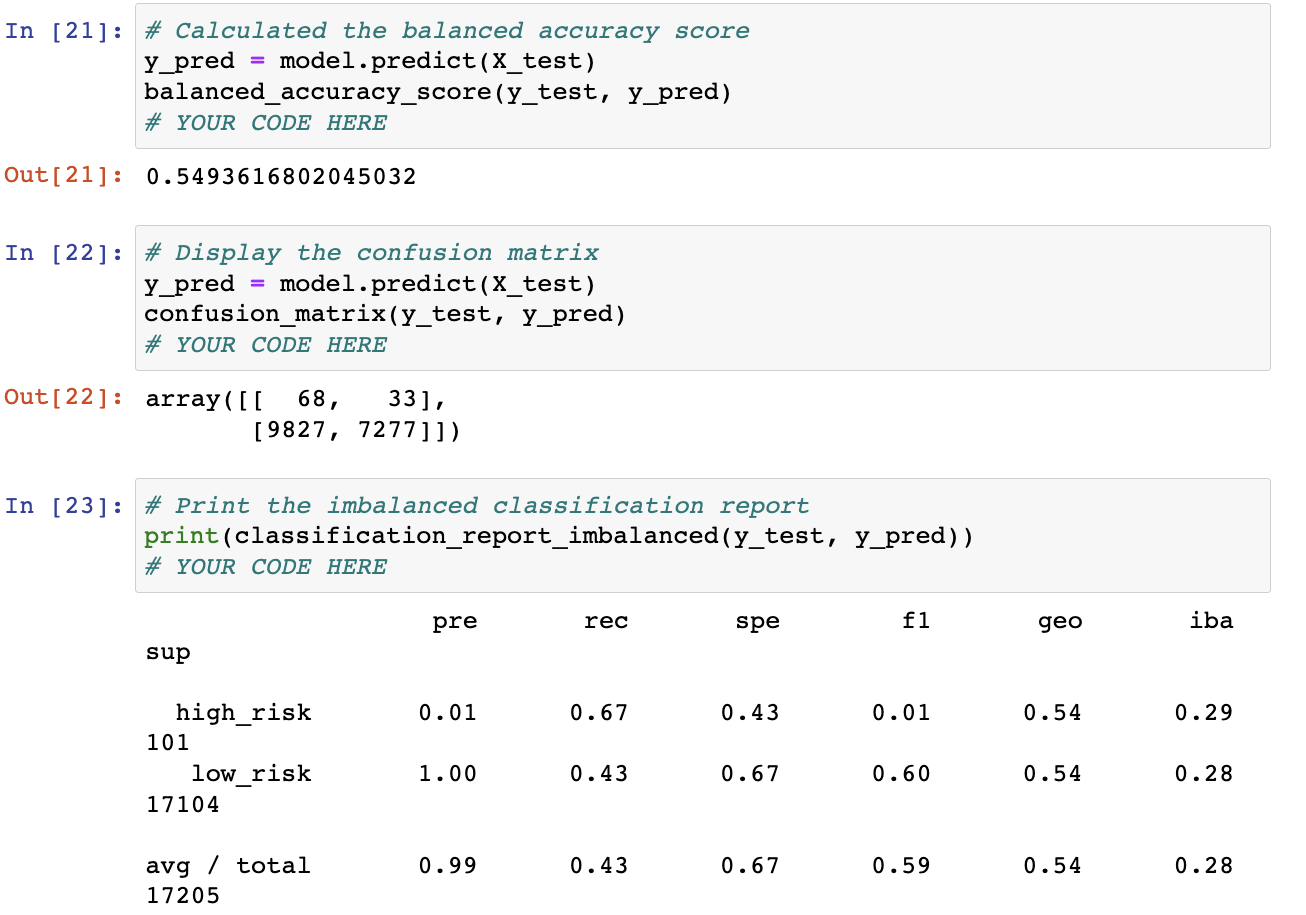 In [21]: # Calculated the balanced accuracy score
y_pred = model.predict(X_test)
balanced_accuracy_score(y_test, y_pred)
# YOUR CODE HERE
Out[21]: 0.5493616802045032
In [22]: # Display the confusion matrix
y_pred = model.predict(X_test)
confusion_matrix(y_test, y_pred)
# YOUR CODE HERE
Out[22]: array([[  68,   33],
       [9827, 7277]])
In [23]: # Print the imbalanced classification report
print(classification_report_imbalanced(y_test, y_pred))
# YOUR CODE HERE
pre rec spe f1 geo iba
sup
high_risk 0.01 0.67 0.43 0.01 0.54 0.29
101
low_risk 1.00 0.43 0.67 0.60 0.54 0.28
17104
avg / total 0.99 0.43 0.67 0.59 0.54 0.28
17205